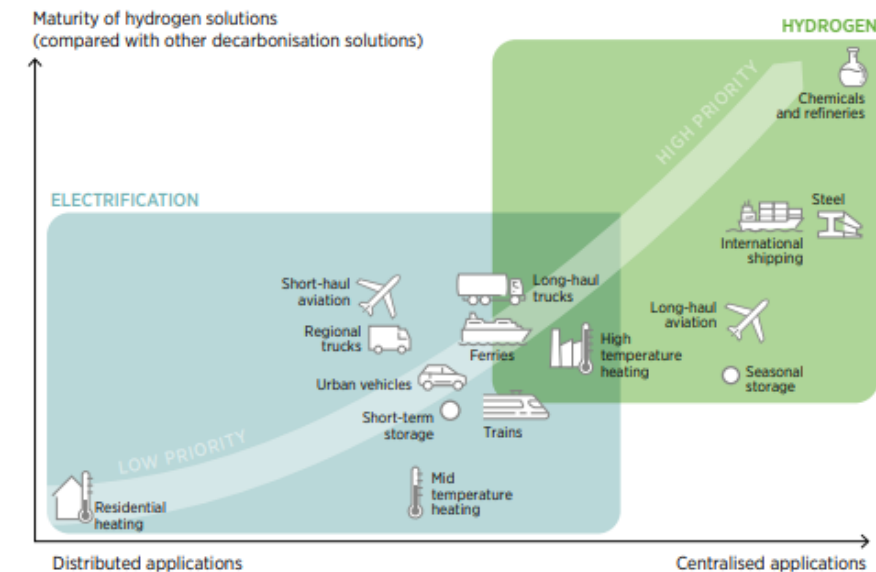 Maturity of hydrogen solutions
(compared with other decarbonisation solutions)
HYDROGEN
HIGH PRIORITY
Chemicals
and refineries
ELECTRIFICATION
Steel
International
shipping
Short-haul
aviation
Long-haul
trucks
Long-haul
aviation
Regional
trucks
Ferries
High
temperature
heating
Urban vehicles
Seasonal
storage
Short-term
storage
Trains
LOW PRIORITY
Mid
temperature
heating
Residential
heating
Distributed applications
Centralised applications